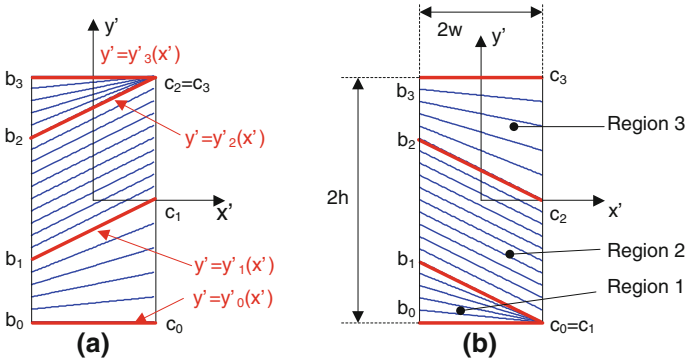 y'
y'=y'₃(x')
b₃
c₂=c₃
b₂
y'=y'₂(x')
c₁
x'
b₁
y'=y'₁(x')
b₀
y'=y'₀(x')
c₀
(a)
2w
y'
c₃
b₃
Region 3
b₂
2h
x'
c₂
Region 2
b₁
Region 1
b₀
c₀=c₁
(b)